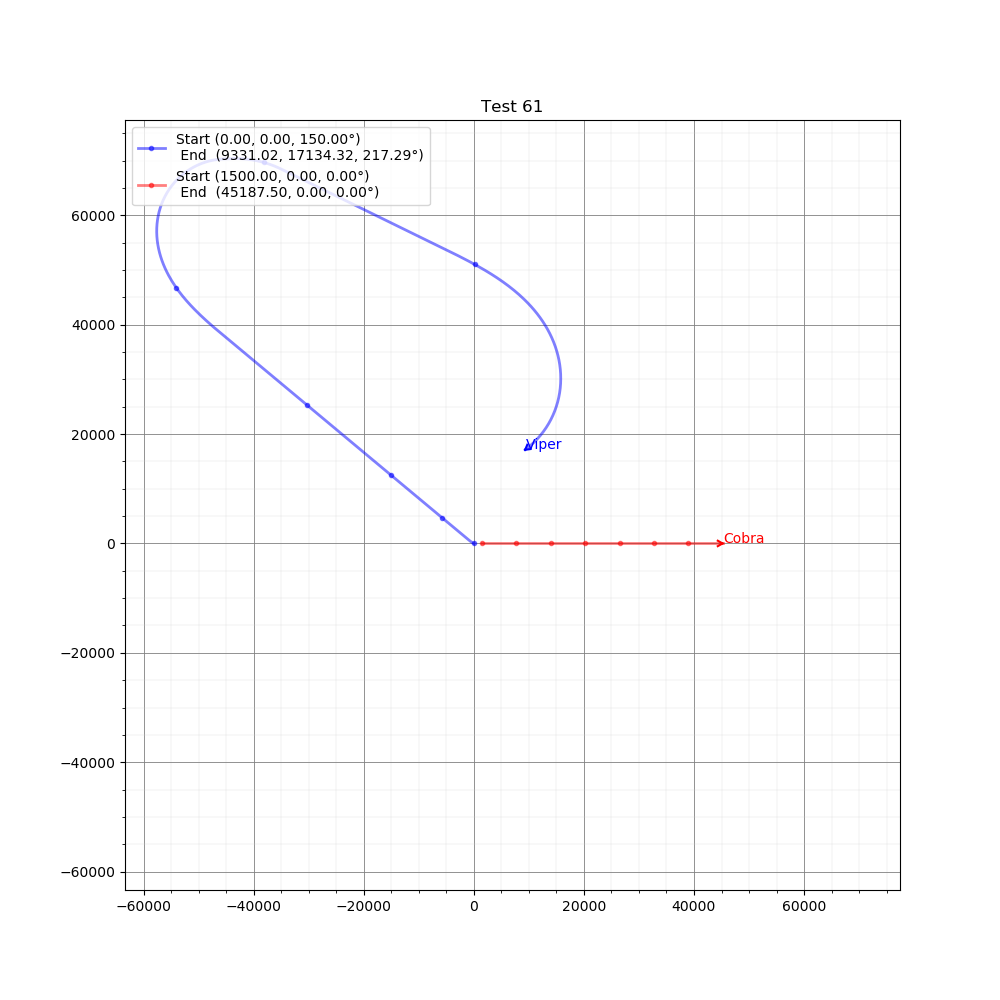 Test 61
Start (0.00, 0.00, 150.00°)
End (9331.02, 17134.32, 217.29°)
Start (1500.00, 0.00, 0.00°)
End (45187.50, 0.00, 0.00°)
60000
40000
20000
Viper
0
Cobra
−20000
−40000
−60000
−60000 −40000 −20000 0 20000 40000 60000